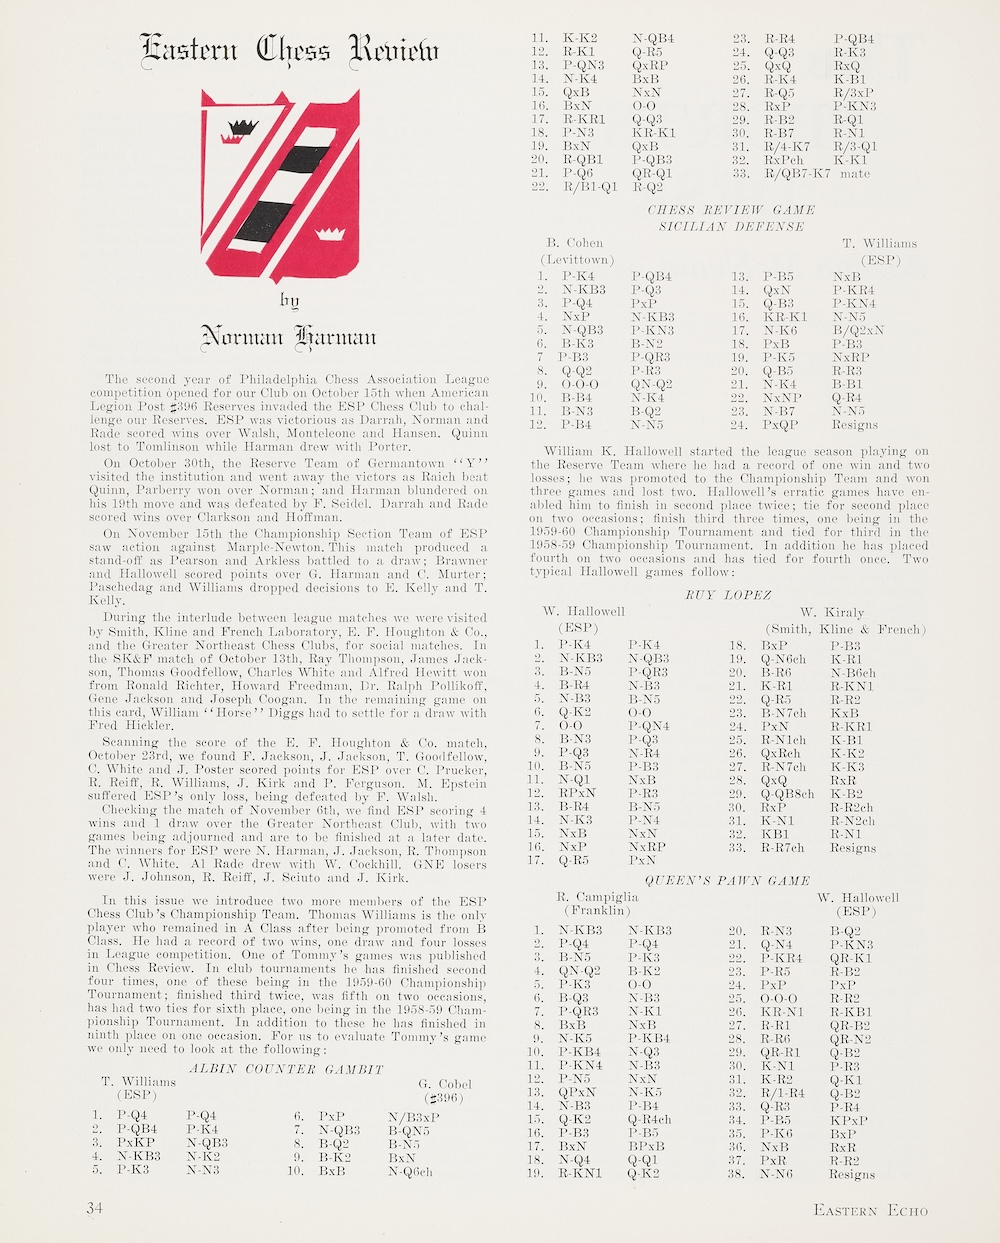 Eastern Chess Review
by
Norman Harman
The second year of Philadelphia Chess Association League
competition opened for our Club on October 15th when American
Legion Post #396 Reserves invaded the ESP Chess Club to chal-
lenge our Reserves. ESP was victorious as Darrah, Norman and
Rade scored wins over Walsh, Monteleone and Hansen. Quinn
lost to Tomlinson while Harman drew with Porter.
On October 30th, the Reserve Team of Germantown "Y"
visited the institution and went away the victors as Raich beat
Quinn, Parberry won over Norman; and Harman blundered on
his 19th move and was defeated by F. Seidel. Darrah and Rade
scored wins over Clarkson and Hoffman.
On November 15th the Championship Section Team of ESP
saw action against Marple-Newton. This match produced a
stand-off as Pearson and Arkless battled to a draw; Brawner
and Hallowell scored points over G. Harman and C. Murter;
Paschedag and Williams dropped decisions to E. Kelly and T.
Kelly.
During the interlude between league matches we were visited
by Smith, Kline and French Laboratory, E. F. Houghton & Co.,
and the Greater Northeast Chess Clubs, for social matches. In
the SK&F match of October 13th, Ray Thompson, James Jack-
son, Thomas Goodfellow, Charles White and Alfred Hewitt won
from Ronald Richter, Howard Freedman, Dr. Ralph Pollikoff,
Gene Jackson and Joseph Coogan. In the remaining game on
this card, William "Horse" Diggs had to settle for a draw with
Fred Hickler.
Scanning the score of the E. F. Houghton & Co. match,
October 23rd, we found F. Jackson, J. Jackson, T. Goodfellow,
C. White and J. Poster scored points for ESP over C. Prucker,
R. Reiff, R. Williams, J. Kirk and P. Ferguson. M. Epstein
suffered ESP's only loss, being defeated by F. Walsh.
Checking the match of November 6th, we find ESP scoring 4
wins and 1 draw over the Greater Northeast Club, with two
games being adjourned and are to be finished at a later date.
The winners for ESP were N. Harman, J. Jackson, R. Thompson
and C. White. Al Rade drew with W. Cockhill. GNE losers
were J. Johnson, R. Reiff, J. Sciuto and J. Kirk.
In this issue we introduce two more members of the ESP
Chess Club's Championship Team. Thomas Williams is the only
player who remained in A Class after being promoted from B
Class. He had a record of two wins, one draw and four losses
in League competition. One of Tommy's games was published
in Chess Review. In club tournaments he has finished second
four times, one of these being in the 1959-60 Championship
Tournament; finished third twice, was fifth on two occasions,
has had two ties for sixth place, one being in the 1958-59 Cham-
pionship Tournament. In addition to these he has finished in
ninth place on one occasion. For us to evaluate Tommy's game
we only need to look at the following:
ALBIN COUNTER GAMBIT
T. Williams G. Cobel
(ESP) (#396)
1. P-Q4 P-Q4
2. P-QB4 P-K4
3. PxKP N-QB3
4. N-KB3 N-K2
5. P-K3 N-N3
6. PxP N/B3xP
7. N-QB3 B-QN5
8. B-Q2 B-N5
9. B-K2 BxN
10. BxB N-Q6ch
11. K-K2 N-QB4
12. R-K1 Q-R5
13. P-QN3 QxRP
14. N-K4 BxB
15. QxB NxN
16. BxN O-O
17. R-KR1 Q-Q3
18. P-N3 KR-K1
19. BxN QxB
20. R-QB1 P-QB3
21. P-Q6 QR-Q1
22. R/B1-Q1 R-Q2
23. R-R4 P-QB4
24. Q-Q3 R-K3
25. QxQ RxQ
26. R-K4 K-B1
27. R-Q5 R/3xP
28. RxP P-KN3
29. R-B2 R-Q1
30. R-B7 R-N1
31. R/4-K7 R/3-Q1
32. RxPch K-K1
33. R/QB7-K7 mate
CHESS REVIEW GAME
SICILIAN DEFENSE
B. Cohen T. Williams
(Levittown) (ESP)
1. P-K4 P-QB4
2. N-KB3 P-Q3
3. P-Q4 PxP
4. NxP N-KB3
5. N-QB3 P-KN3
6. B-K3 B-N2
7 P-B3 P-QR3
8. Q-Q2 P-R3
9. O-O-O QN-Q2
10. B-B4 N-K4
11. B-N3 B-Q2
12. P-B4 N-N5
13. P-B5 NxB
14. QxN P-KR4
15. Q-B3 P-KN4
16. KR-K1 N-N5
17. N-K6 B/Q2xN
18. PxB P-B3
19. P-K5 NxRP
20. Q-B5 R-R3
21. N-K4 B-B1
22. NxNP Q-R4
23. N-B7 N-N5
24. PxQP Resigns
William K. Hallowell started the league season playing on
the Reserve Team where he had a record of one win and two
losses; he was promoted to the Championship Team and won
three games and lost two. Hallowell's erratic games have en-
abled him to finish in second place twice; tie for second place
on two occasions; finish third three times, one being in the
1959-60 Championship Tournament and tied for third in the
1958-59 Championship Tournament. In addition he has placed
fourth on two occasions and has tied for fourth once. Two
typical Hallowell games follow:
RUY LOPEZ
W. Hallowell W. Kiraly
(ESP) (Smith, Kline & French)
1. P-K4 P-K4
2. N-KB3 N-QB3
3. B-N5 P-QR3
4. B-R4 N-B3
5. N-B3 B-N5
6. Q-K2 O-O
7. O-O P-QN4
8. B-N3 P-Q3
9. P-Q3 N-R4
10. B-N5 P-B3
11. N-Q1 NxB
12. RPxN P-R3
13. B-R4 B-N5
14. N-K3 P-N4
15. NxB NxN
16. NxP NxRP
17. Q-R5 PxN
18. BxP P-B3
19. Q-N6ch K-R1
20. B-R6 N-B6ch
21. K-R1 R-KN1
22. Q-R5 R-R2
23. B-N7ch KxB
24. PxN R-KR1
25. R-N1ch K-B1
26. QxRch K-K2
27. R-N7ch K-K3
28. QxQ RxR
29. Q-QB8ch K-B2
30. RxP R-R2ch
31. K-N1 R-N2ch
32. KB1 R-N1
33. R-R7ch Resigns
QUEEN'S PAWN GAME
R. Campiglia W. Hallowell
(Franklin) (ESP)
1. N-KB3 N-KB3
2. P-Q4 P-Q4
3. B-N5 P-K3
4. QN-Q2 B-K2
5. P-K3 O-O
6. B-Q3 N-B3
7. P-QR3 N-K1
8. BxB NxB
9. N-K5 P-KB4
10. P-KB4 N-Q3
11. P-KN4 N-B3
12. P-N5 NxN
13. QPxN N-K5
14. N-B3 P-B4
15. Q-K2 Q-R4ch
16. P-B3 P-B5
17. BxN BPxB
18. N-Q4 Q-Q1
19. R-KN1 Q-K2
20. R-N3 B-Q2
21. Q-N4 P-KN3
22. P-KR4 QR-K1
23. P-R5 R-B2
24. PxP PxP
25. O-O-O R-R2
26. KR-N1 R-KB1
27. R-R1 QR-B2
28. R-R6 QR-N2
29. QR-R1 Q-B2
30. K-N1 P-R3
31. K-R2 Q-K1
32. R/1-R4 Q-B2
33. Q-R3 P-R4
34. P-B5 KPxP
35. P-K6 BxP
36. NxB RxR
37. PxR R-R2
38. N-N6 Resigns
34 EASTERN ECHO